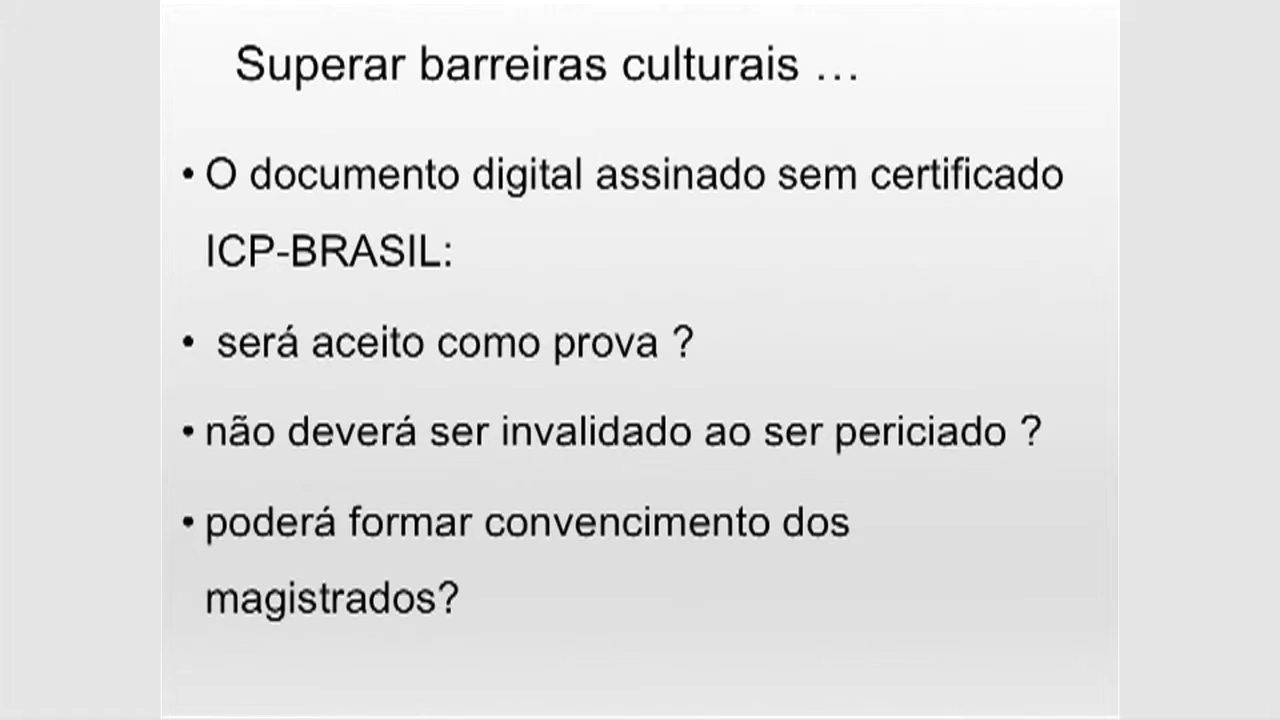 Superar barreiras culturais …
• O documento digital assinado sem certificado
ICP-BRASIL:
• será aceito como prova ?
• não deverá ser invalidado ao ser periciado ?
• poderá formar convencimento dos
magistrados?